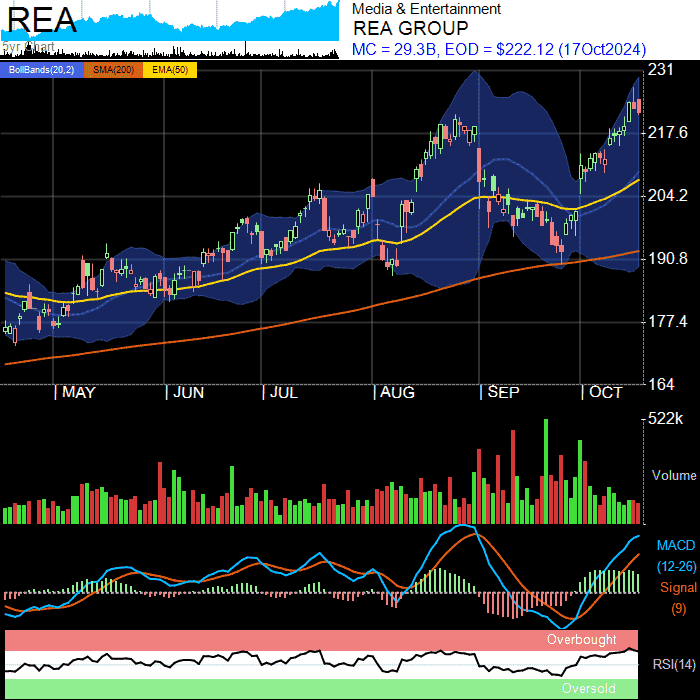 REA
5yr Chart
Media & Entertainment
REA GROUP
MC = 29.3B, EOD = $222.12 (17Oct2024)
BollBands(20,2) SMA(200) EMA(50)
231
217.6
204.2
190.8
177.4
164
MAY JUN JUL AUG SEP OCT
522k
Volume
MACD
(12-26)
Signal
(9)
Overbought
RSI(14)
Oversold